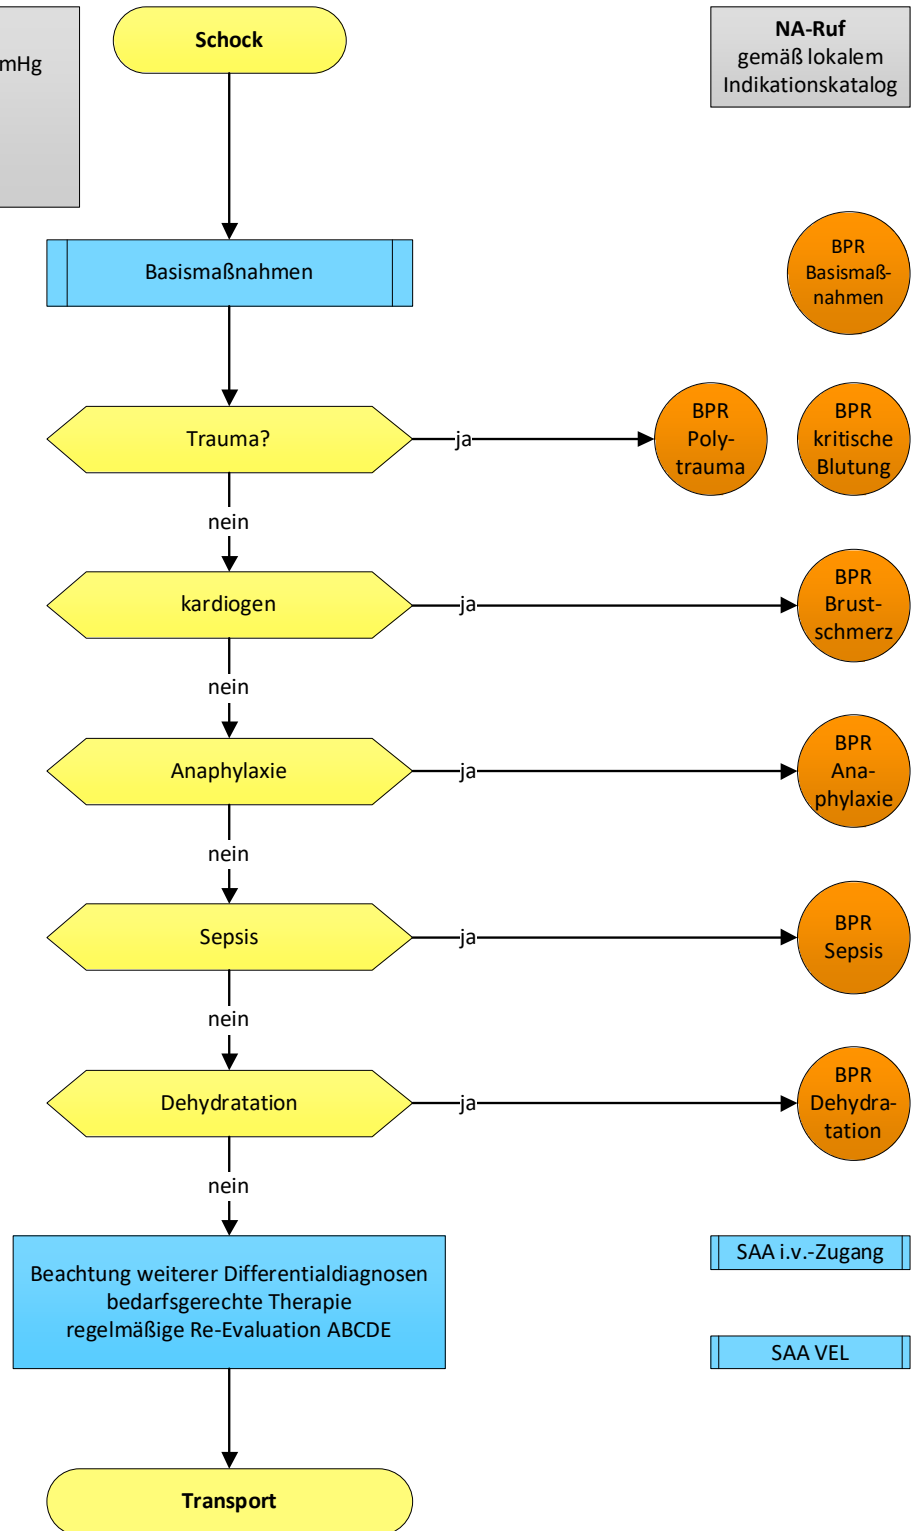 mHg
Schock
NA-Ruf
gemäß lokalem
Indikationskatalog
Basismaßnahmen
BPR
Basismaß-
nahmen
Trauma?
ja
BPR
Poly-
trauma
BPR
kritische
Blutung
nein
kardiogen
ja
BPR
Brust-
schmerz
nein
Anaphylaxie
ja
BPR
Ana-
phylaxie
nein
Sepsis
ja
BPR
Sepsis
nein
Dehydratation
ja
BPR
Dehydra-
tation
nein
Beachtung weiterer Differentialdiagnosen
bedarfsgerechte Therapie
regelmäßige Re-Evaluation ABCDE
SAA i.v.-Zugang
SAA VEL
Transport